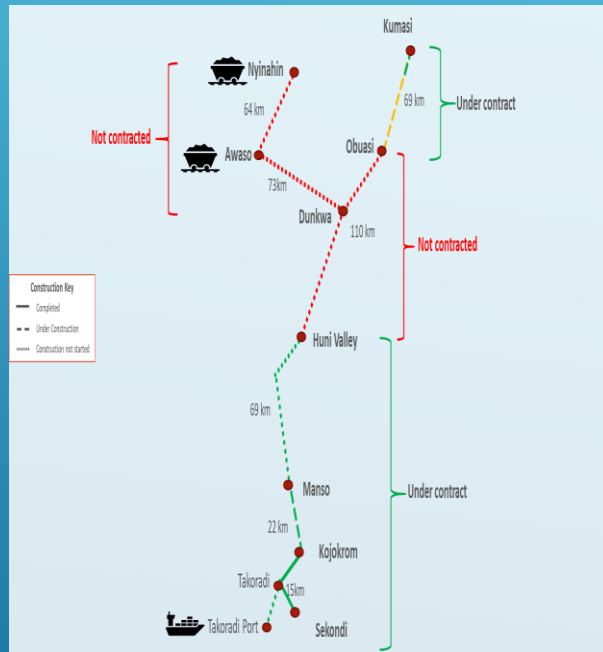 Kumasi
Nyinahin
69 km
Under contract
64 km
Not contracted
Awaso
Obuasi
73km
Dunkwa
110 km
Not contracted
Construction Key
Completed
Under Construction
Construction not started
Huni Valley
69 km
Manso
Under contract
22 km
Kojokrom
Takoradi
15km
Takoradi Port
Sekondi